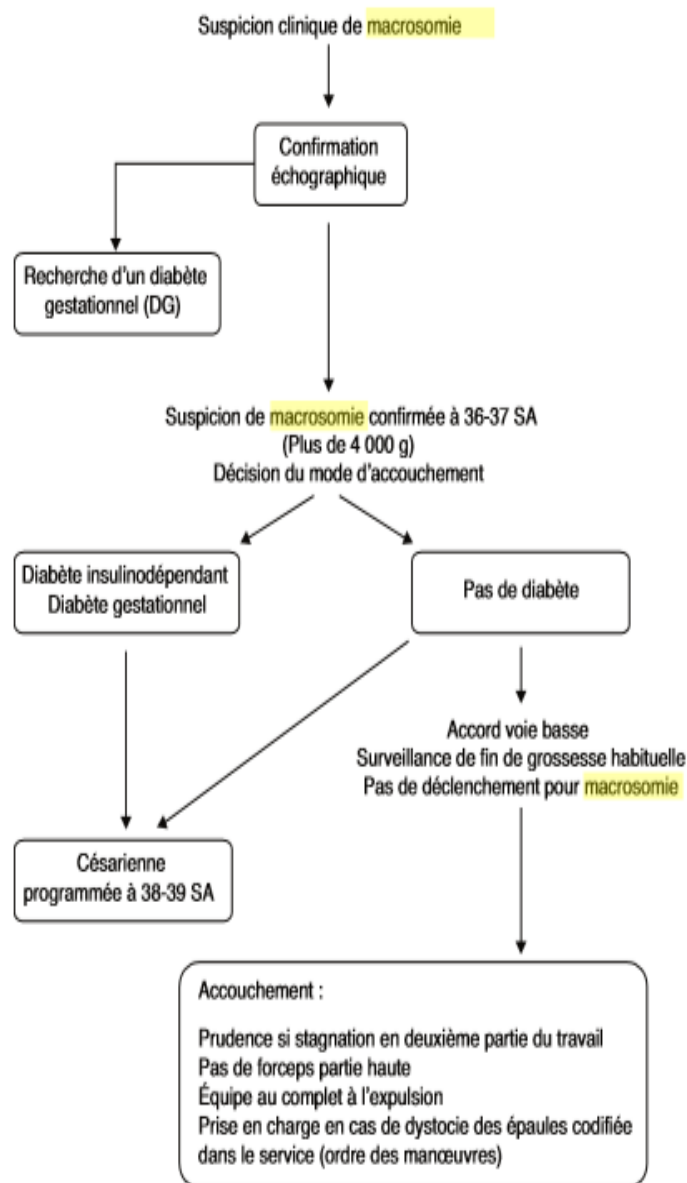 Suspicion clinique de macrosomie
Confirmation
échographique
Recherche d'un diabète
gestationnel (DG)
Suspicion de macrosomie confirmée à 36-37 SA
(Plus de 4 000 g)
Décision du mode d'accouchement
Diabète insulinodépendant
Diabète gestationnel
Pas de diabète
Accord voie basse
Surveillance de fin de grossesse habituelle
Pas de déclenchement pour macrosomie
Césarienne
programmée à 38-39 SA
Accouchement :
Prudence si stagnation en deuxième partie du travail
Pas de forceps partie haute
Équipe au complet à l'expulsion
Prise en charge en cas de dystocie des épaules codifiée
dans le service (ordre des manœuvres)